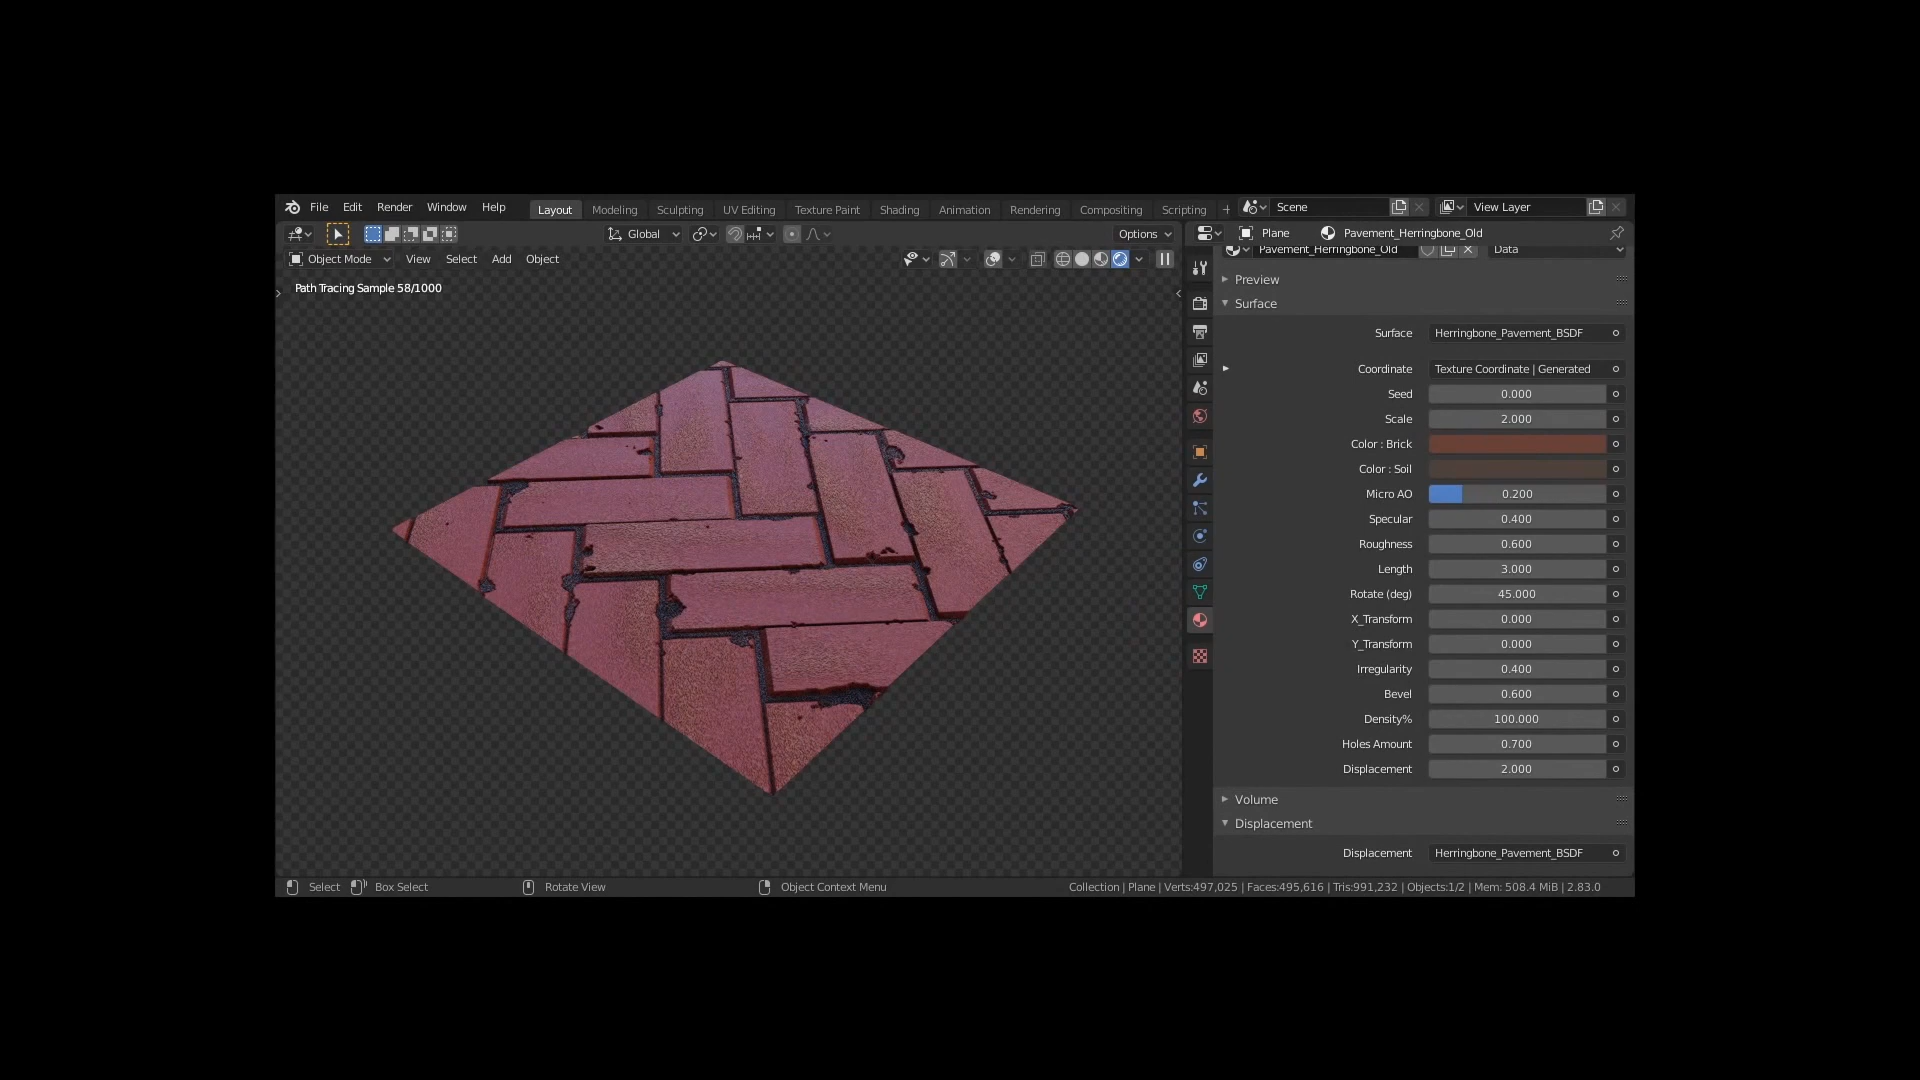 File Edit Render Window Help Layout Modeling Sculpting UV Editing Texture Paint Shading Animation Rendering Compositing Scripting + Scene View Layer
Global Options Plane Pavement_Herringbone_Old
Object Mode View Select Add Object Pavement_Herringbone_Old Data
Path Tracing Sample 58/1000
Preview
Surface
Surface Herringbone_Pavement_BSDF
Coordinate Texture Coordinate | Generated
Seed 0.000
Scale 2.000
Color : Brick
Color : Soil
Micro AO 0.200
Specular 0.400
Roughness 0.600
Length 3.000
Rotate (deg) 45.000
X_Transform 0.000
Y_Transform 0.000
Irregularity 0.400
Bevel 0.600
Density% 100.000
Holes Amount 0.700
Displacement 2.000
Volume
Displacement
Displacement Herringbone_Pavement_BSDF
Select Box Select Rotate View Object Context Menu Collection | Plane | Verts:497,025 | Faces:495,616 | Tris:991,232 | Objects:1/2 | Mem: 508.4 MiB | 2.83.0